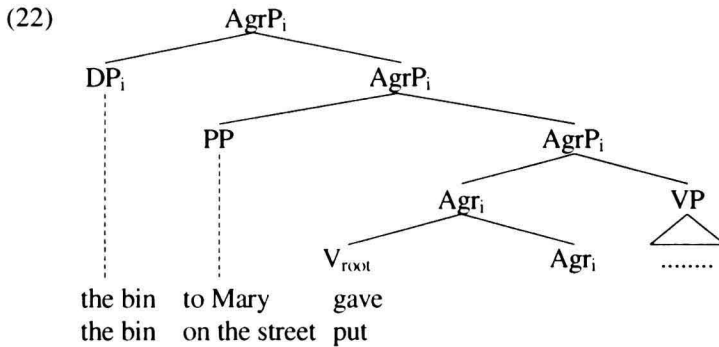 (22) AgrPi
DPi AgrPi
PP AgrPi
Agri VP
Vroot Agri ........
the bin to Mary gave
the bin on the street put